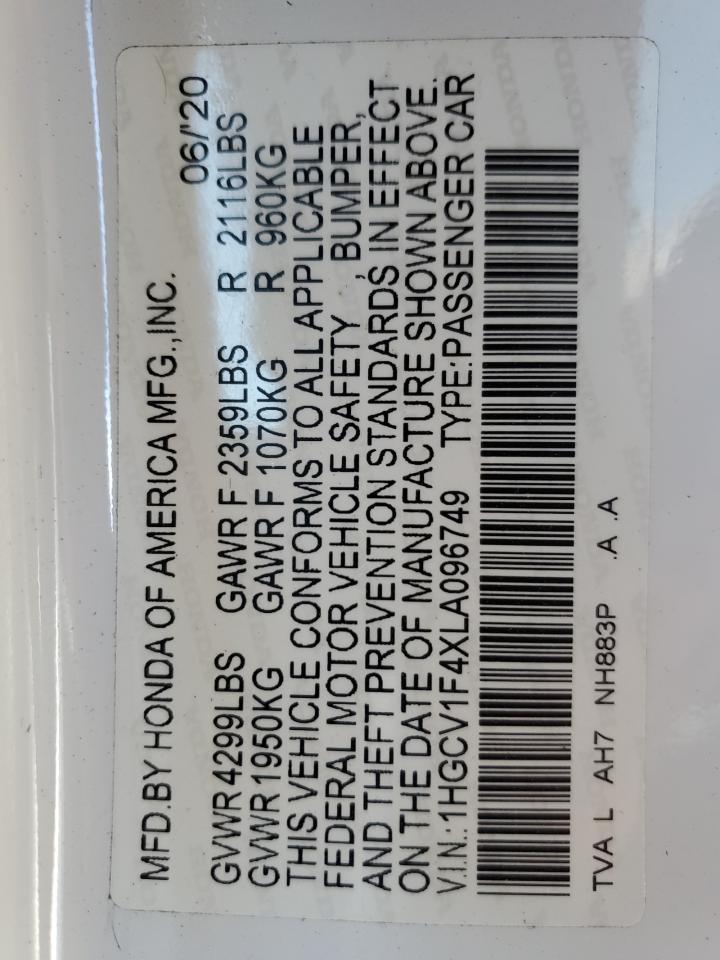 MFD.BY HONDA OF AMERICA MFG.,INC.
06/'20
GVWR 4299LBS GAWR F 2359LBS R 2116LBS
GVWR 1950KG GAWR F 1070KG R 960KG
THIS VEHICLE CONFORMS TO ALL APPLICABLE
FEDERAL MOTOR VEHICLE SAFETY , BUMPER,
AND THEFT PREVENTION STANDARDS IN EFFECT
ON THE DATE OF MANUFACTURE SHOWN ABOVE.
V.I.N.:1HGCV1F4XLA096749 TYPE:PASSENGER CAR
TVA L AH7 NH883P .A .A